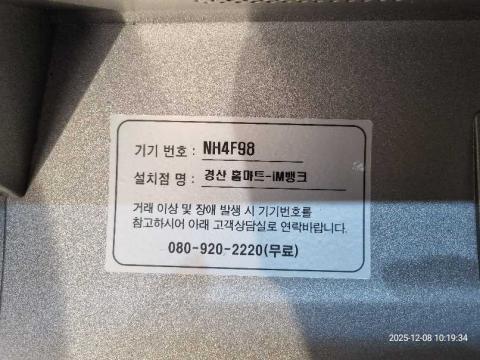 기기 번호 : NH4F98
설치점 명 : 경산 홈마트-iM뱅크
거래 이상 및 장애 발생 시 기기번호를
참고하시어 아래 고객상담실로 연락바랍니다.
080-920-2220(무료)
2025-12-08 10:19:34